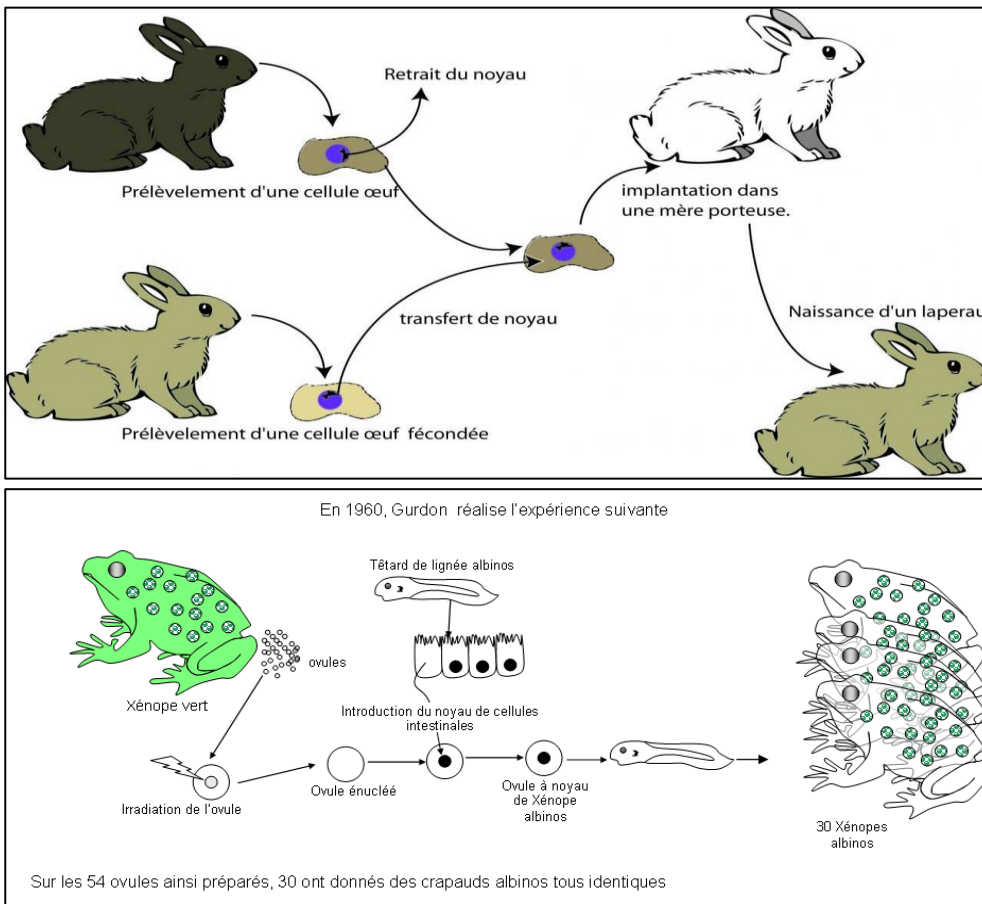 Retrait du noyau
Prélèvelement d'une cellule œuf
implantation dans
une mère porteuse.
transfert de noyau
Naissance d'un laperau
Prélèvelement d'une cellule œuf fécondée
En 1960, Gurdon réalise l'expérience suivante
Têtard de lignée albinos
ovules
Xénope vert
Introduction du noyau de cellules
intestinales
Irradiation de l'ovule
Ovule énucléé
Ovule à noyau
de Xénope
albinos
30 Xénopes
albinos
Sur les 54 ovules ainsi préparés, 30 ont donnés des crapauds albinos tous identiques